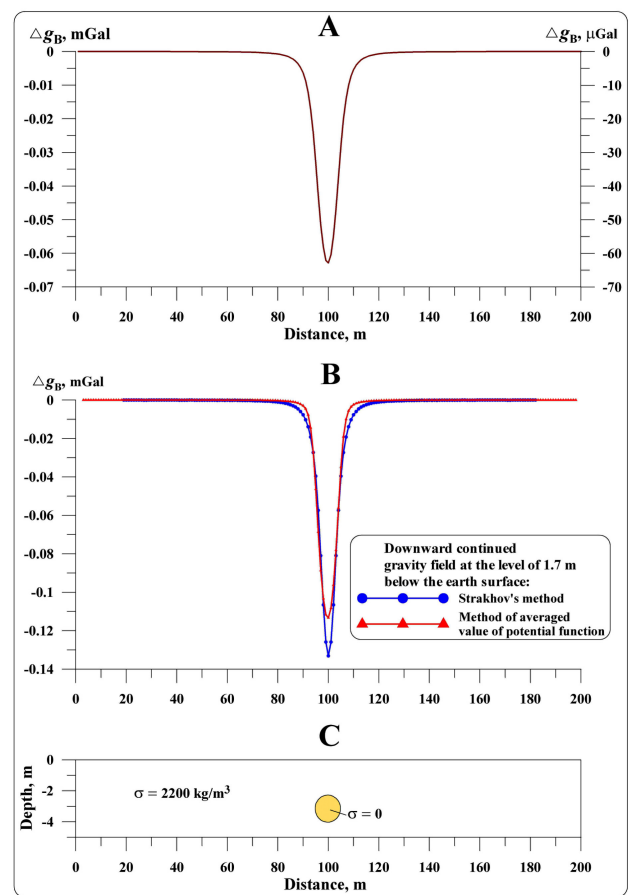 A
△gB, mGal
△gB, μGal
0
-0.01
-0.02
-0.03
-0.04
-0.05
-0.06
-0.07
0
-10
-20
-30
-40
-50
-60
-70
0 20 40 60 80 100 120 140 160 180 200
Distance, m
B
△gB, mGal
0
-0.02
-0.04
-0.06
-0.08
-0.1
-0.12
-0.14
Downward continued
gravity field at the level of 1.7 m
below the earth surface:
Strakhov's method
Method of averaged
value of potential function
0 20 40 60 80 100 120 140 160 180 200
Distance, m
C
Depth, m
0
-2
-4
σ = 2200 kg/m³
σ = 0
0 20 40 60 80 100 120 140 160 180 200
Distance, m